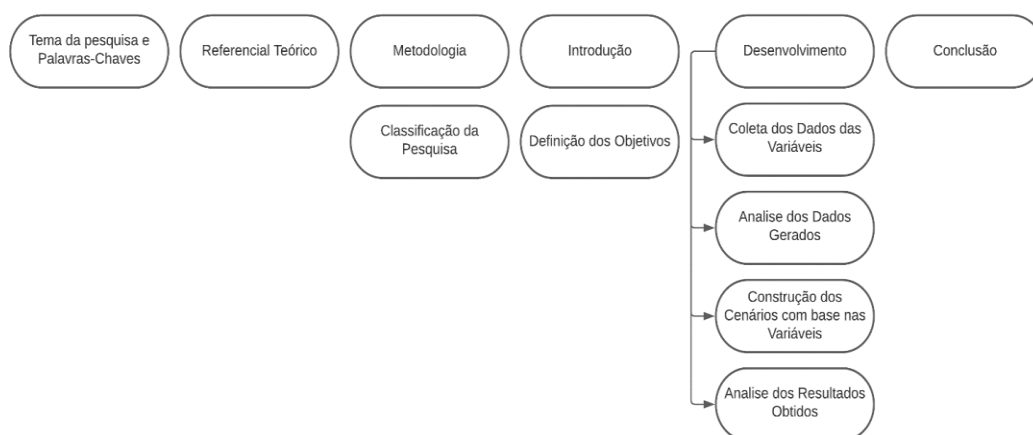 Tema da pesquisa e
Palavras-Chaves
Referencial Teórico
Metodologia
Introdução
Desenvolvimento
Conclusão
Classificação da
Pesquisa
Definição dos Objetivos
Coleta dos Dados das
Variáveis
Analise dos Dados
Gerados
Construção dos
Cenários com base nas
Variáveis
Analise dos Resultados
Obtidos